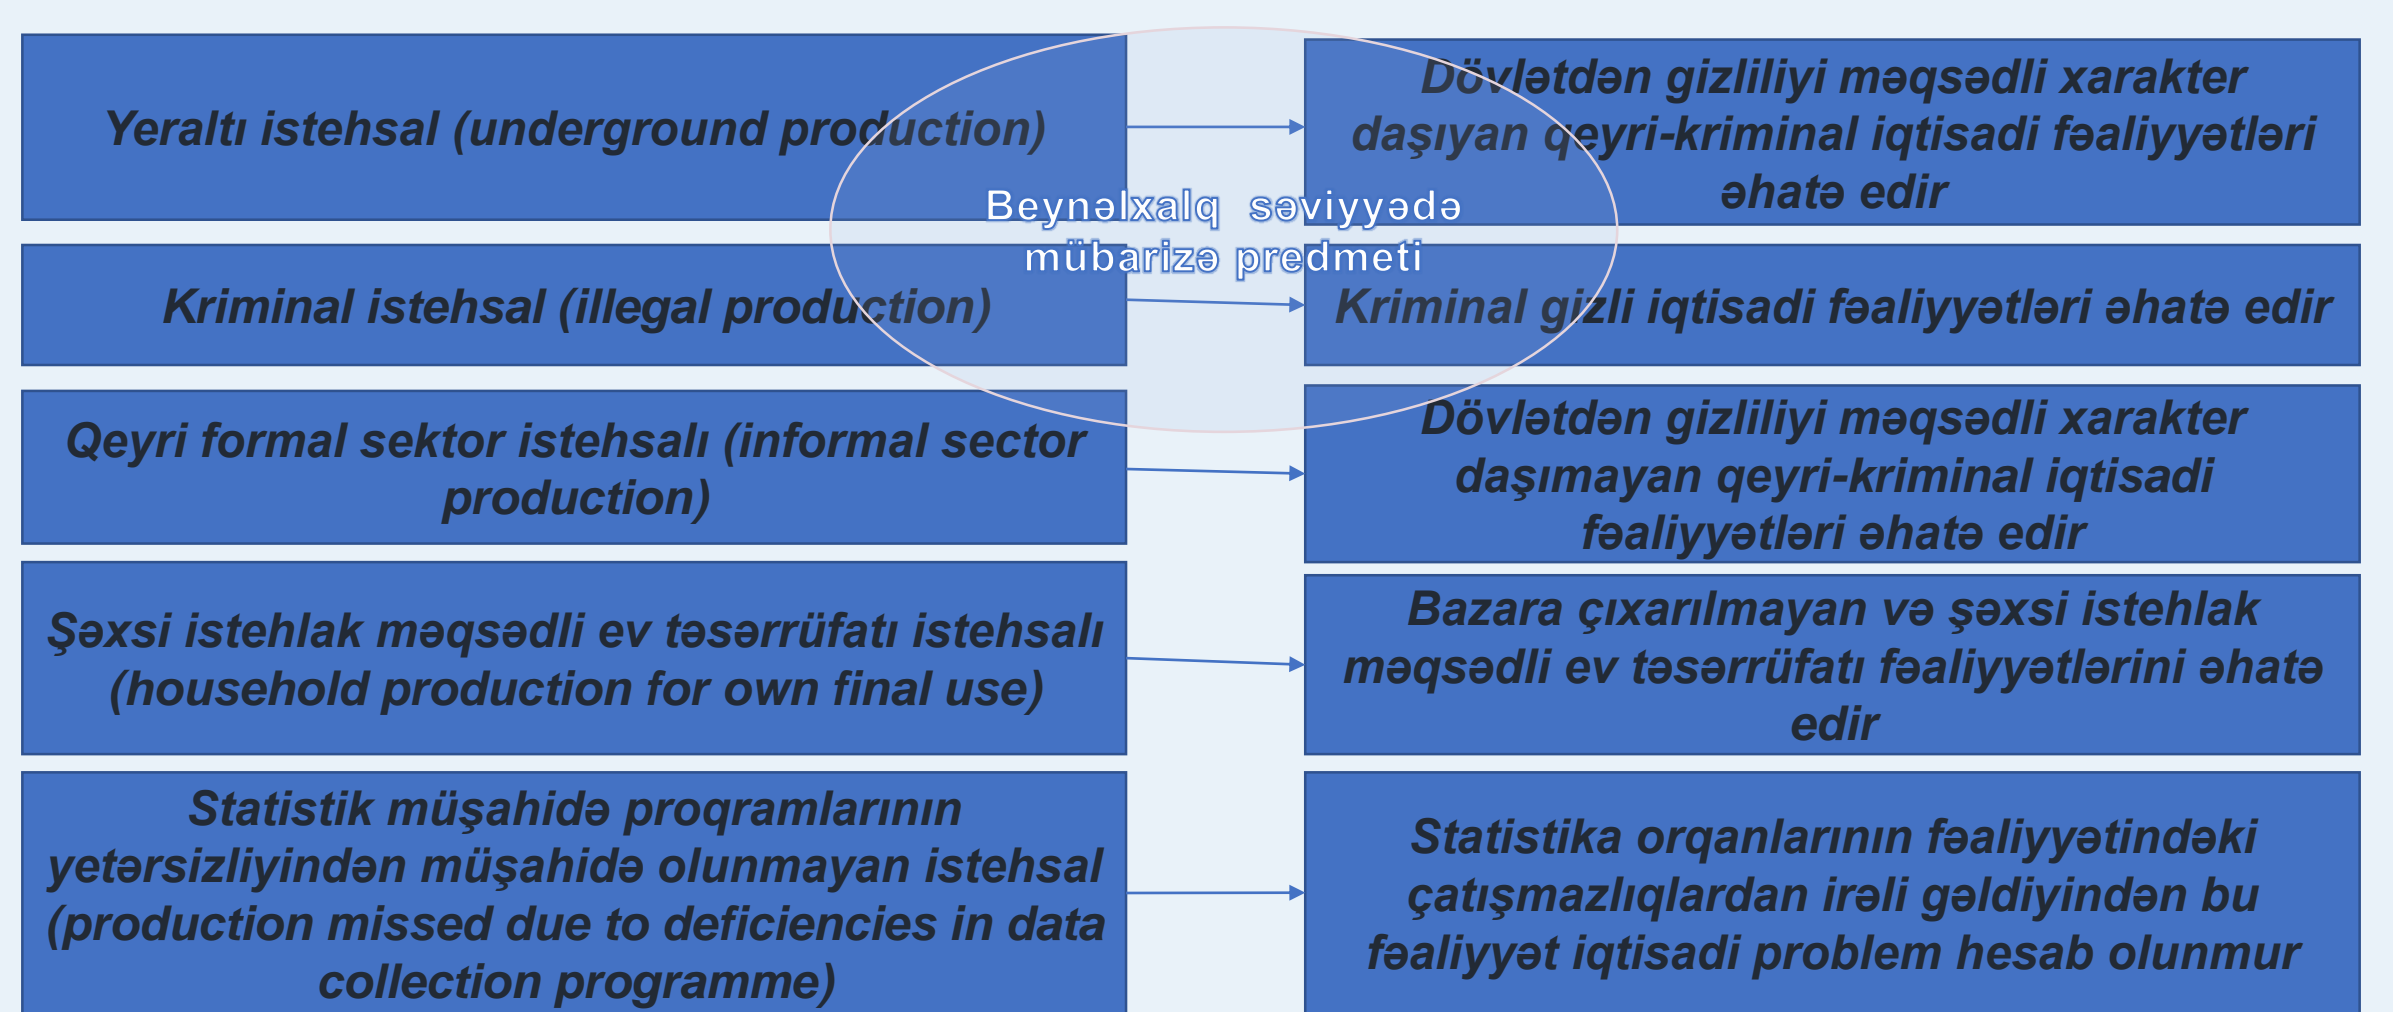 Yeraltı istehsal (underground production)
Dövlətdən gizliliyi məqsədli xarakter
daşıyan qeyri-kriminal iqtisadi fəaliyyətləri
əhatə edir
Beynəlxalq səviyyədə
mübarizə predmeti
Kriminal istehsal (illegal production)
Kriminal gizli iqtisadi fəaliyyətləri əhatə edir
Qeyri formal sektor istehsalı (informal sector
production)
Dövlətdən gizliliyi məqsədli xarakter
daşımayan qeyri-kriminal iqtisadi
fəaliyyətləri əhatə edir
Şəxsi istehlak məqsədli ev təsərrüfatı istehsalı
(household production for own final use)
Bazara çıxarılmayan və şəxsi istehlak
məqsədli ev təsərrüfatı fəaliyyətlərini əhatə
edir
Statistik müşahidə proqramlarının
yetərsizliyindən müşahidə olunmayan istehsal
(production missed due to deficiencies in data
collection programme)
Statistika orqanlarının fəaliyyətindəki
çatışmazlıqlardan irəli gəldiyindən bu
fəaliyyət iqtisadi problem hesab olunmur